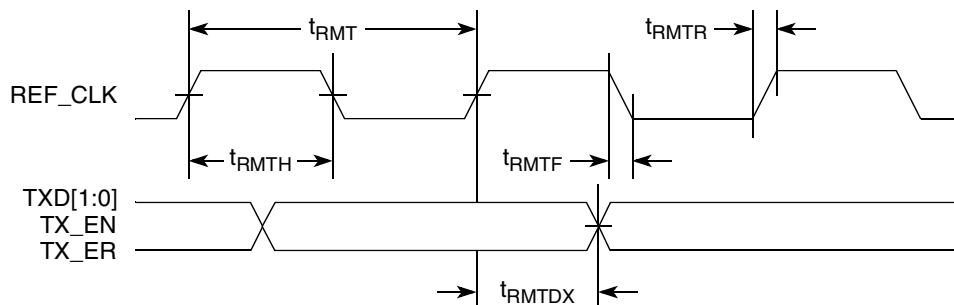 tRMT
tRMTR
REF_CLK
tRMTH
tRMTF
TXD[1:0]
TX_EN
TX_ER
tRMTDX